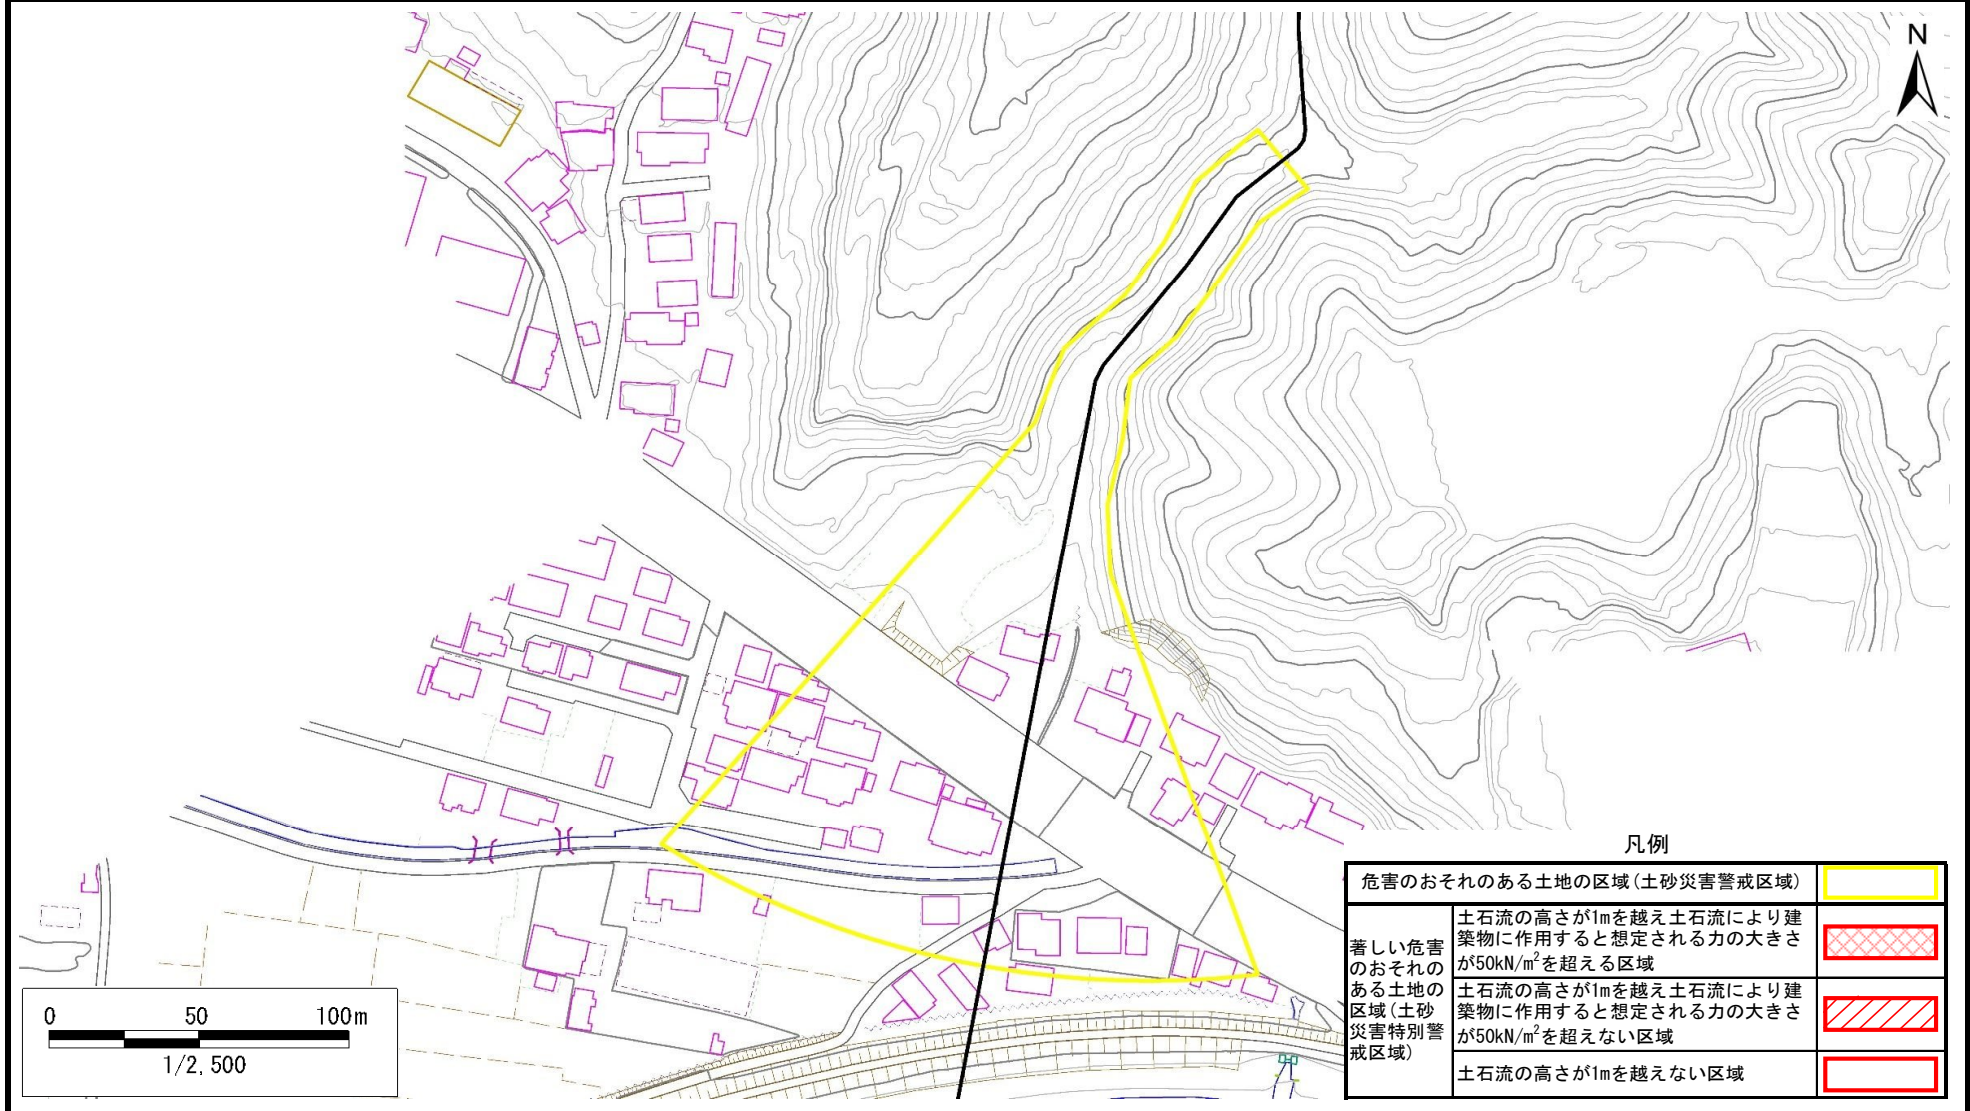 N
凡例
危害のおそれのある土地の区域(土砂災害警戒区域)
著しい危害
のおそれの
ある土地の
区域(土砂
災害特別警
戒区域)
土石流の高さが1mを越え土石流により建
築物に作用すると想定される力の大きさ
が50kN/m²を超える区域
土石流の高さが1mを越え土石流により建
築物に作用すると想定される力の大きさ
が50kN/m²を超えない区域
土石流の高さが1mを越えない区域
0 50 100m
1/2,500